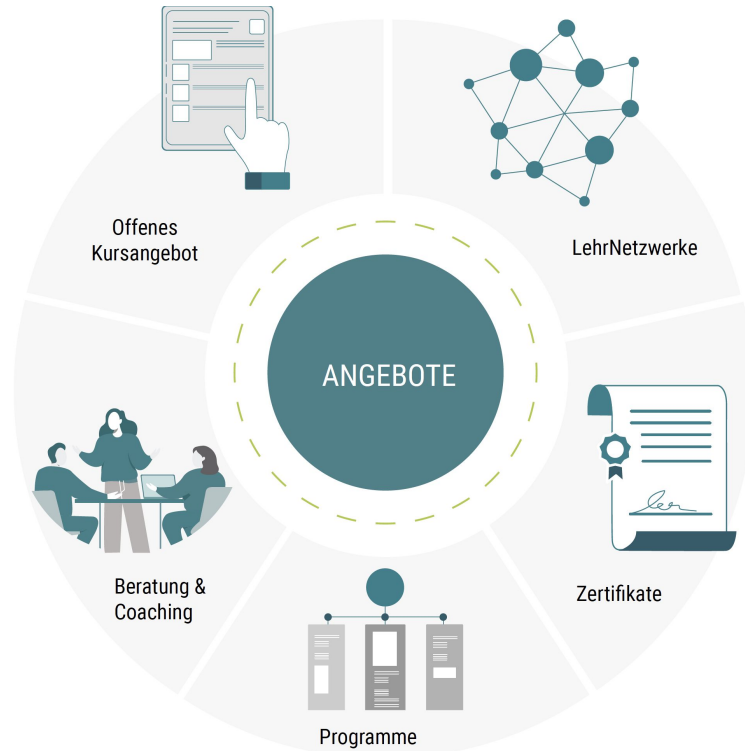 Offenes
Kursangebot
LehrNetzwerke
ANGEBOTE
Beratung &
Coaching
Zertifikate
Programme